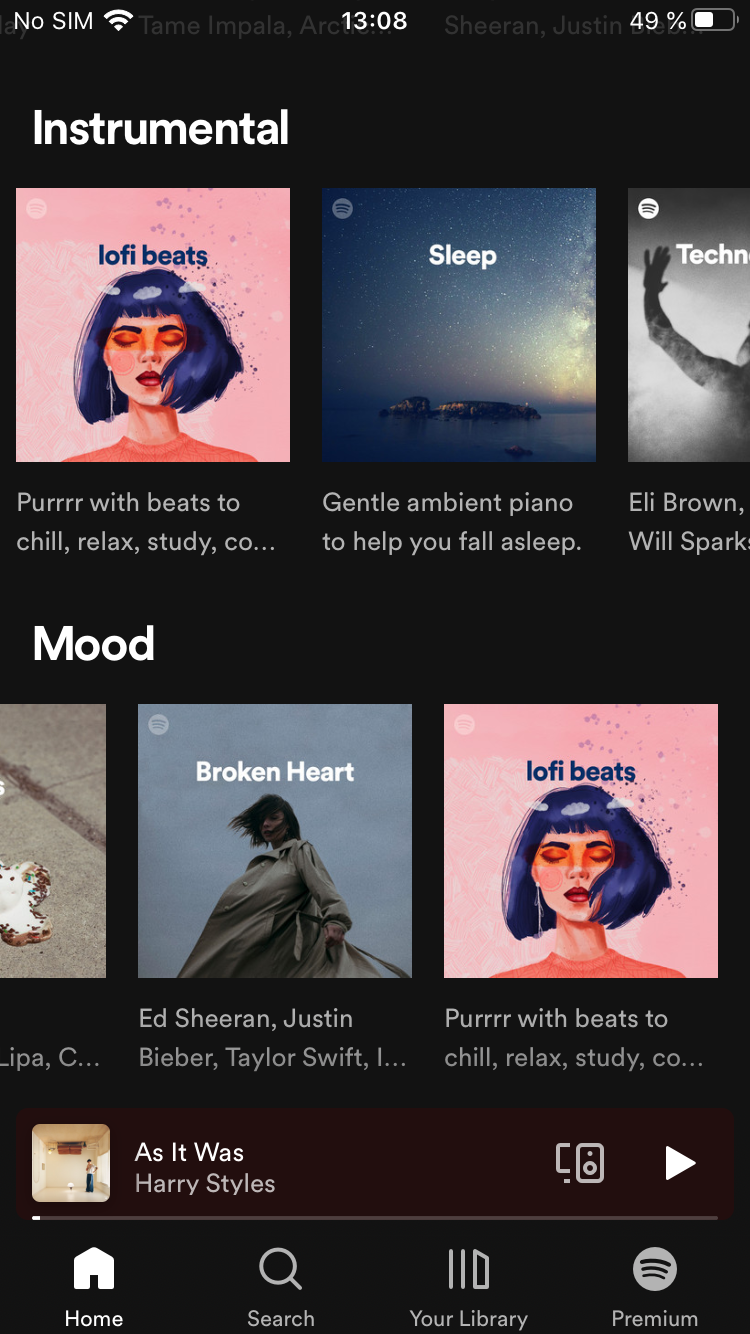 No SIM 13:08 49 %
Tame Impala, Arctic...
Sheeran, Justin Bieb...
Instrumental
lofi beats
Sleep
Purrrr with beats to
chill, relax, study, co...
Gentle ambient piano
to help you fall asleep.
Eli Brown,
Will Sparks
Mood
Broken Heart
lofi beats
Lipa, C...
Ed Sheeran, Justin
Bieber, Taylor Swift, I...
Purrrr with beats to
chill, relax, study, co...
As It Was
Harry Styles
Home
Search
Your Library
Premium